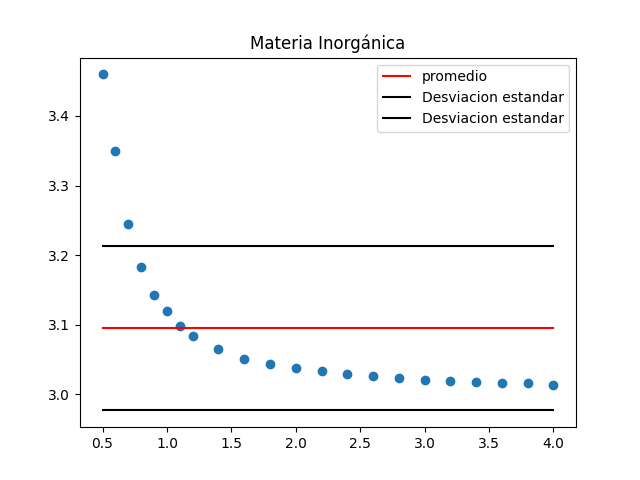 Materia Inorgánica
promedio
Desviacion estandar
Desviacion estandar
3.4
3.3
3.2
3.1
3.0
0.5 1.0 1.5 2.0 2.5 3.0 3.5 4.0